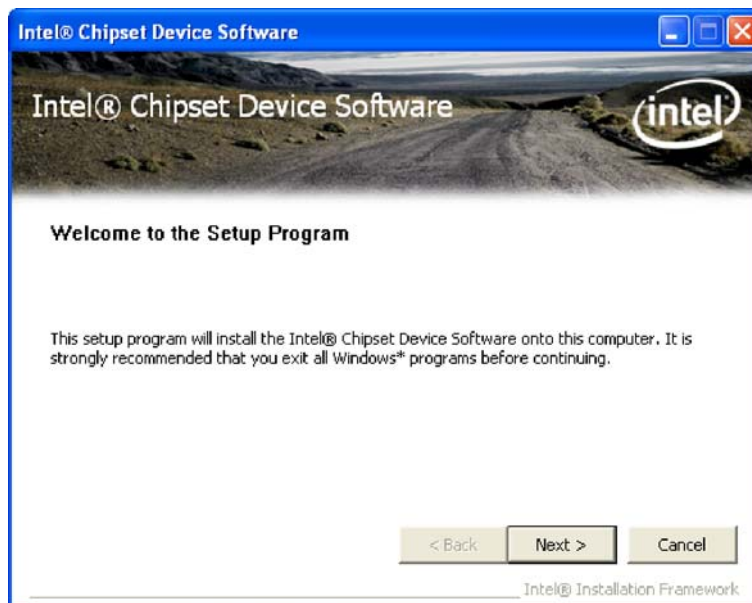 Intel® Chipset Device Software
Intel® Chipset Device Software
intel
Welcome to the Setup Program
This setup program will install the Intel® Chipset Device Software onto this computer. It is
strongly recommended that you exit all Windows* programs before continuing.
< Back
Next >
Cancel
Intel® Installation Framework